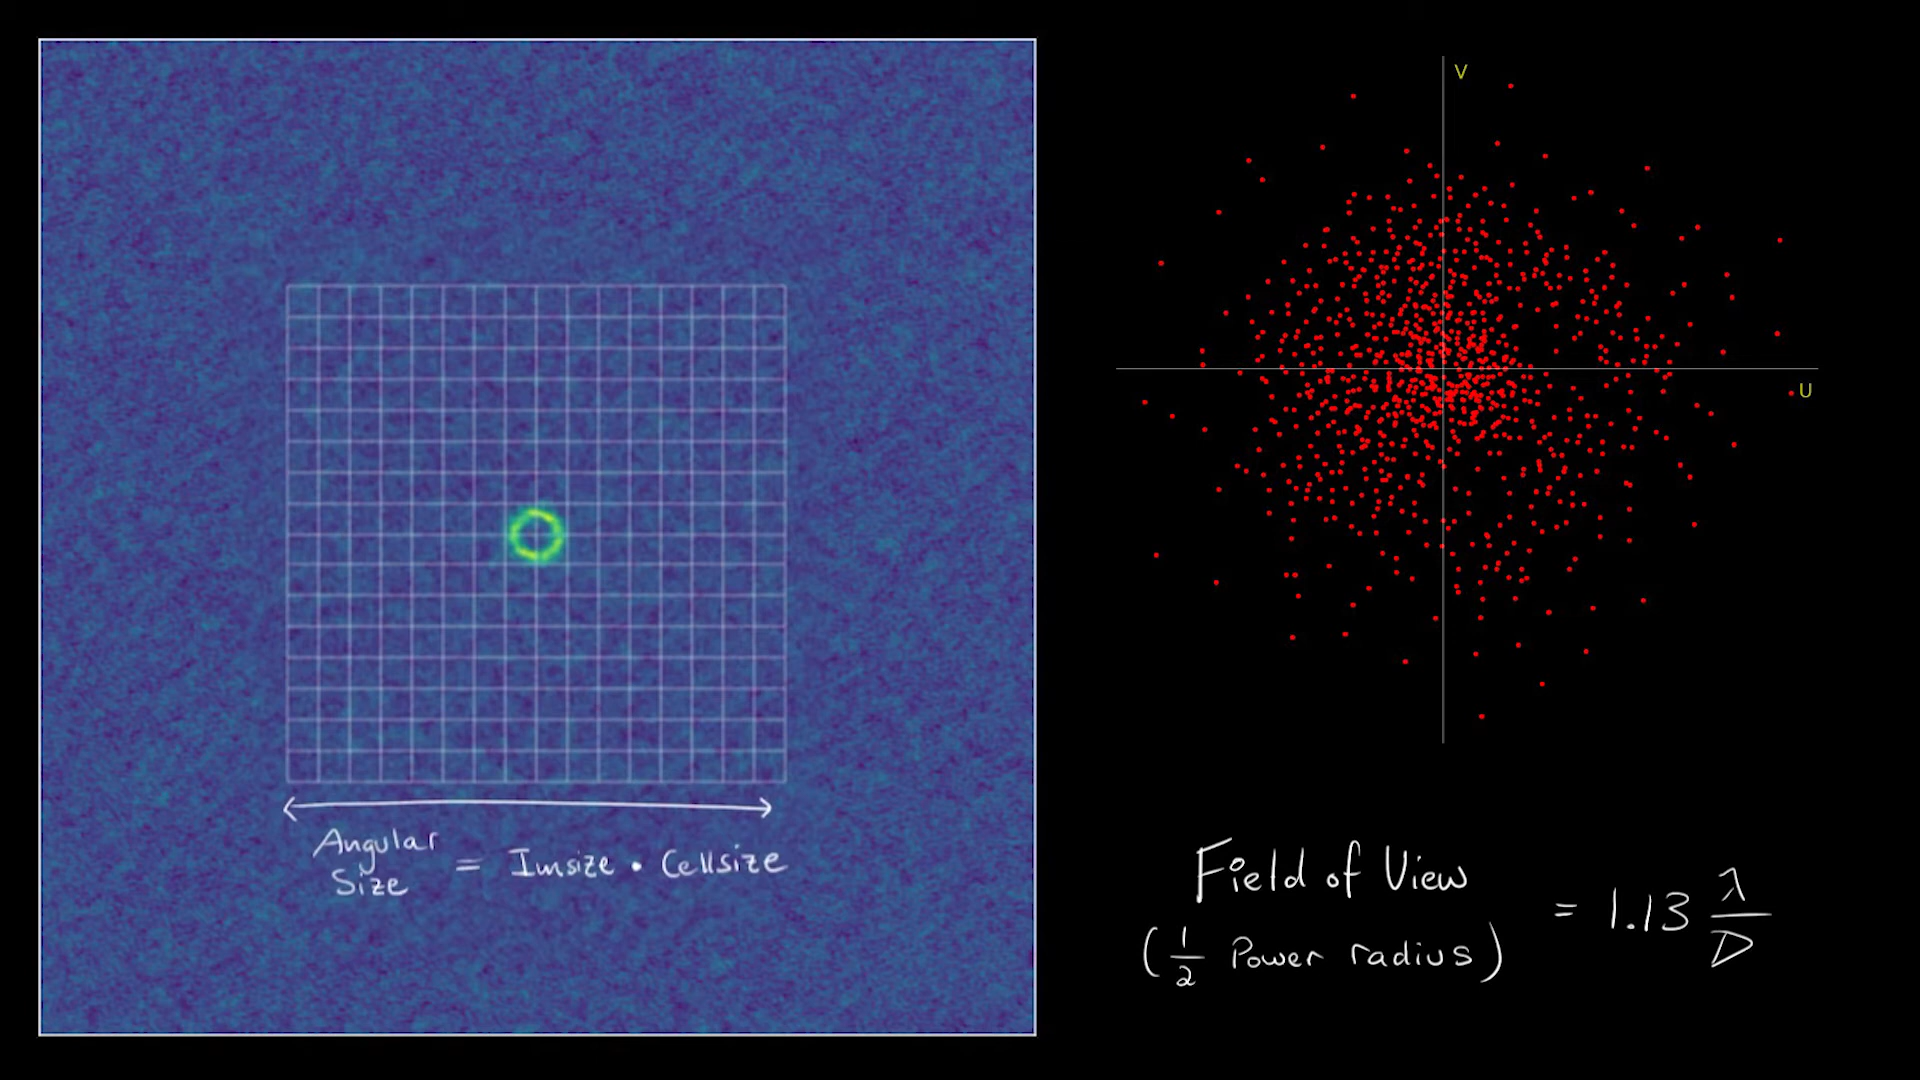 V
U
Angular Size = Imsize • Cellsize
Field of View
(1/2 Power radius) = 1.13 λ/D